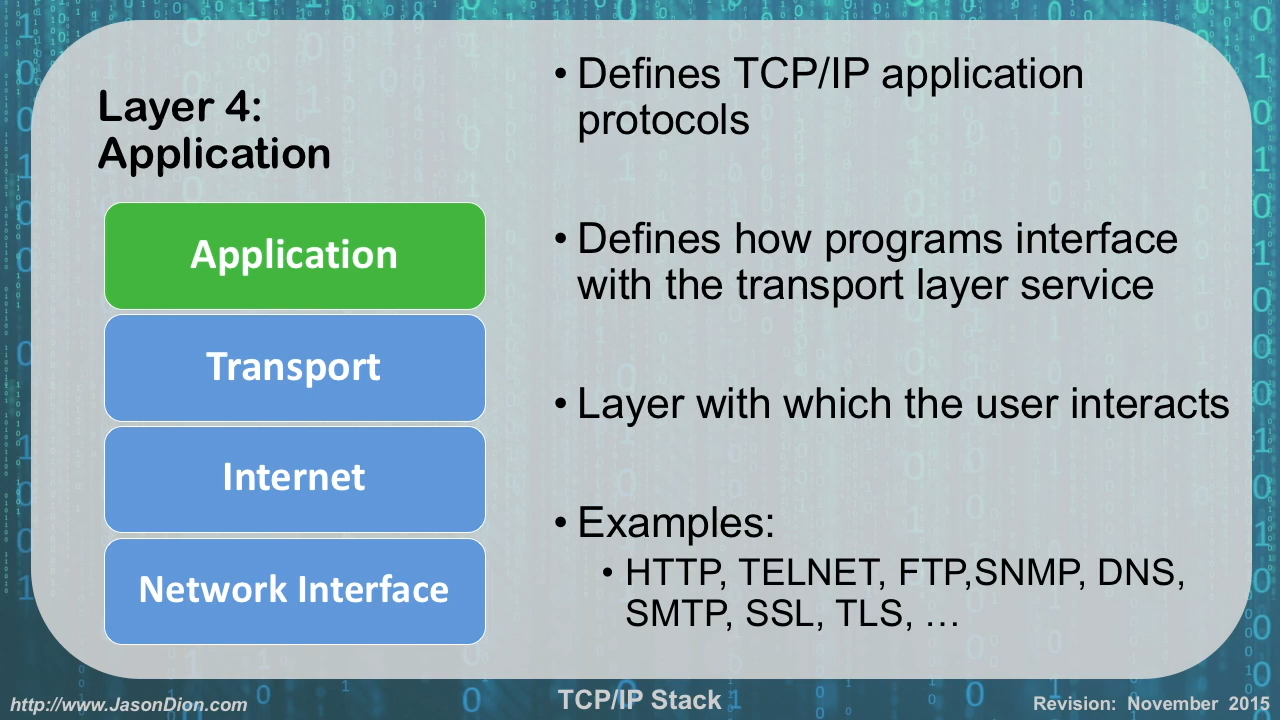 Layer 4:
Application
Application
Transport
Internet
Network Interface
• Defines TCP/IP application
protocols
• Defines how programs interface
with the transport layer service
• Layer with which the user interacts
• Examples:
• HTTP, TELNET, FTP,SNMP, DNS,
SMTP, SSL, TLS, …
http://www.JasonDion.com
TCP/IP Stack
Revision: November 2015